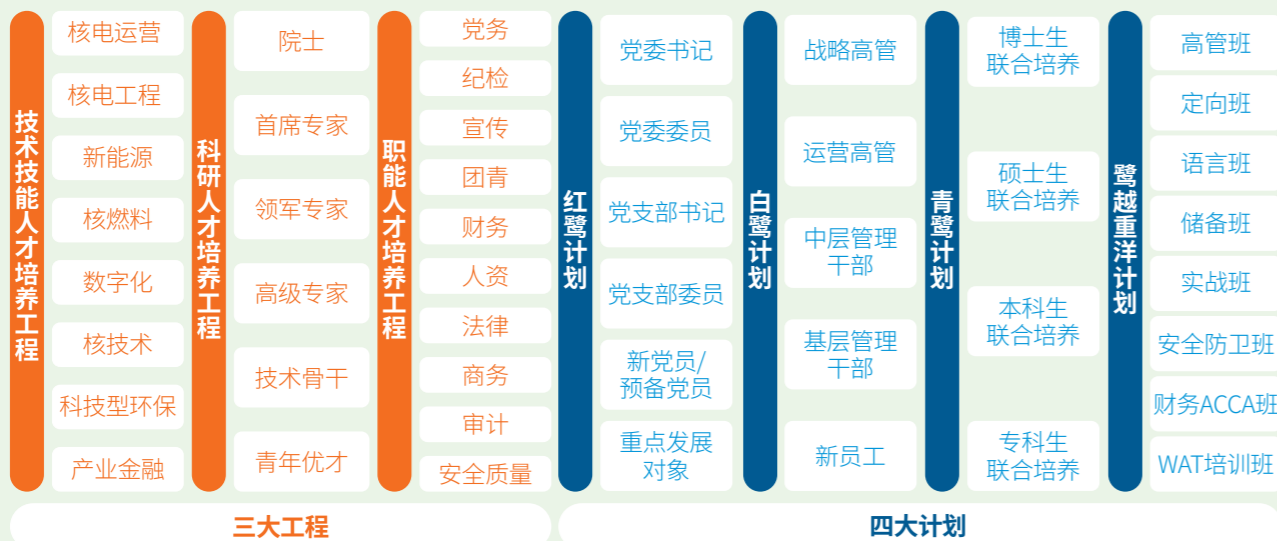 技术技能人才培养工程
核电运营
核电工程
新能源
核燃料
数字化
核技术
科技型环保
产业金融
科研人才培养工程
院士
首席专家
领军专家
高级专家
技术骨干
青年优才
职能人才培养工程
党务
纪检
宣传
团青
财务
人资
法律
商务
审计
安全质量
三大工程
红鹭计划
党委书记
党委委员
党支部书记
党支部委员
新党员/
预备党员
重点发展
对象
白鹭计划
战略高管
运营高管
中层管理
干部
基层管理
干部
新员工
青鹭计划
博士生
联合培养
硕士生
联合培养
本科生
联合培养
专科生
联合培养
鹭越重洋计划
高管班
定向班
语言班
储备班
实战班
安全防卫班
财务ACCA班
WAT培训班
四大计划